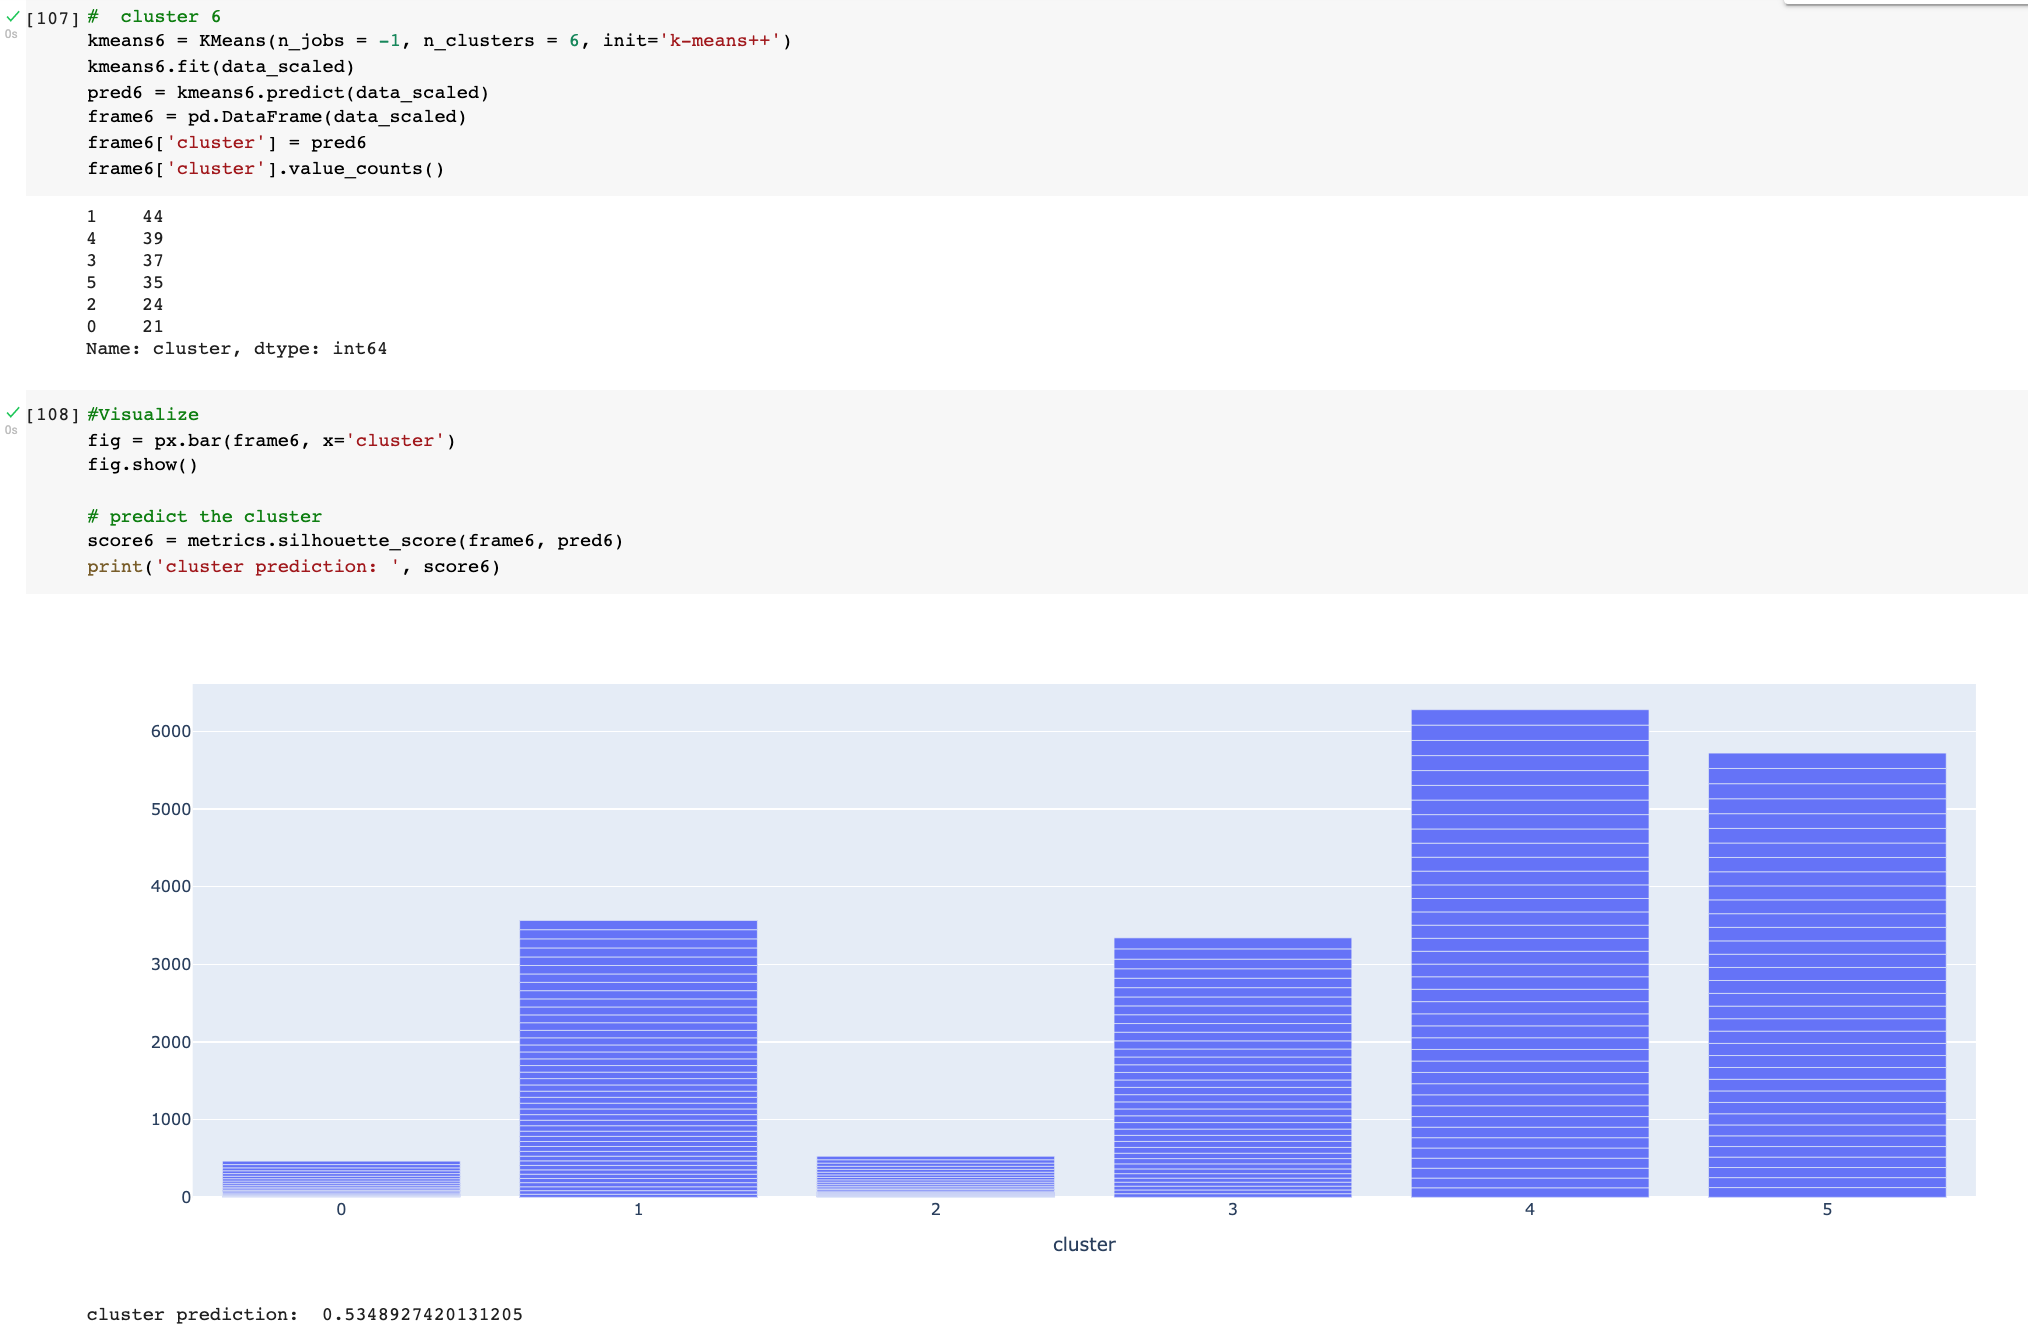 [107] #  cluster 6
0s
kmeans6 = KMeans(n_jobs = -1, n_clusters = 6, init='k-means++')
kmeans6.fit(data_scaled)
pred6 = kmeans6.predict(data_scaled)
frame6 = pd.DataFrame(data_scaled)
frame6['cluster'] = pred6
frame6['cluster'].value_counts()
1    44
4    39
3    37
5    35
2    24
0    21
Name: cluster, dtype: int64
[108] #Visualize
0s
fig = px.bar(frame6, x='cluster')
fig.show()
# predict the cluster
score6 = metrics.silhouette_score(frame6, pred6)
print('cluster prediction: ', score6)
6000
5000
4000
3000
2000
1000
0
0 1 2 3 4 5
cluster
cluster prediction:  0.5348927420131205